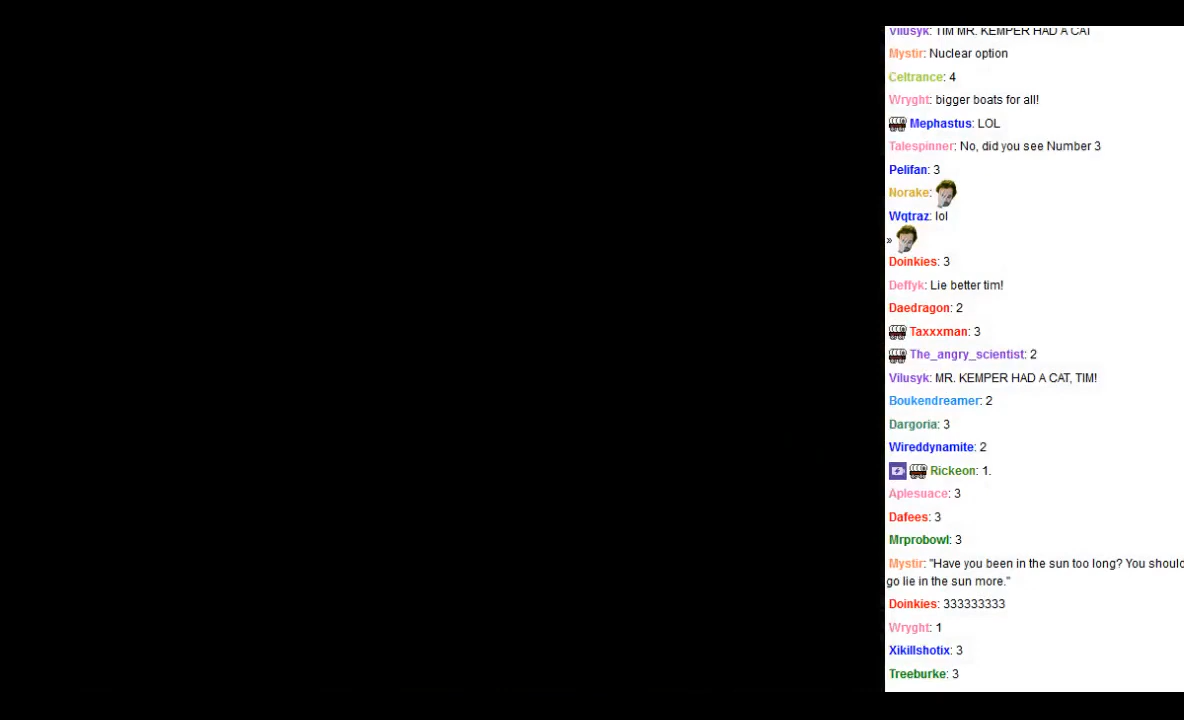 Vilusyk: TIM MR. KEMPER HAD A CAT
Mystir: Nuclear option
Celtrance: 4
Wryght: bigger boats for all!
Mephastus: LOL
Talespinner: No, did you see Number 3
Pelifan: 3
Norake:
Wqtraz: lol
»
Doinkies: 3
Deffyk: Lie better tim!
Daedragon: 2
Taxxxman: 3
The_angry_scientist: 2
Vilusyk: MR. KEMPER HAD A CAT, TIM!
Boukendreamer: 2
Dargoria: 3
Wireddynamite: 2
Rickeon: 1.
Aplesuace: 3
Dafees: 3
Mrprobowl: 3
Mystir: "Have you been in the sun too long? You should
go lie in the sun more."
Doinkies: 333333333
Wryght: 1
Xikillshotix: 3
Treeburke: 3